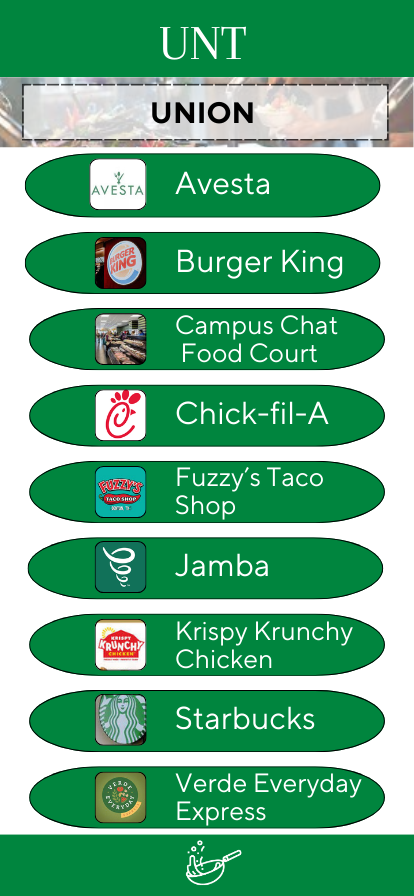 UNT
UNION
AVESTA
Avesta
BURGER
KING
Burger King
Campus Chat
Food Court
Chick-fil-A
FUZZY'S
TACO SHOP
Fuzzy's Taco
Shop
Jamba
KRISPY
KRUNCHY
CHICKEN
Krispy Krunchy
Chicken
Starbucks
VERDE
EVERYDAY
Verde Everyday
Express